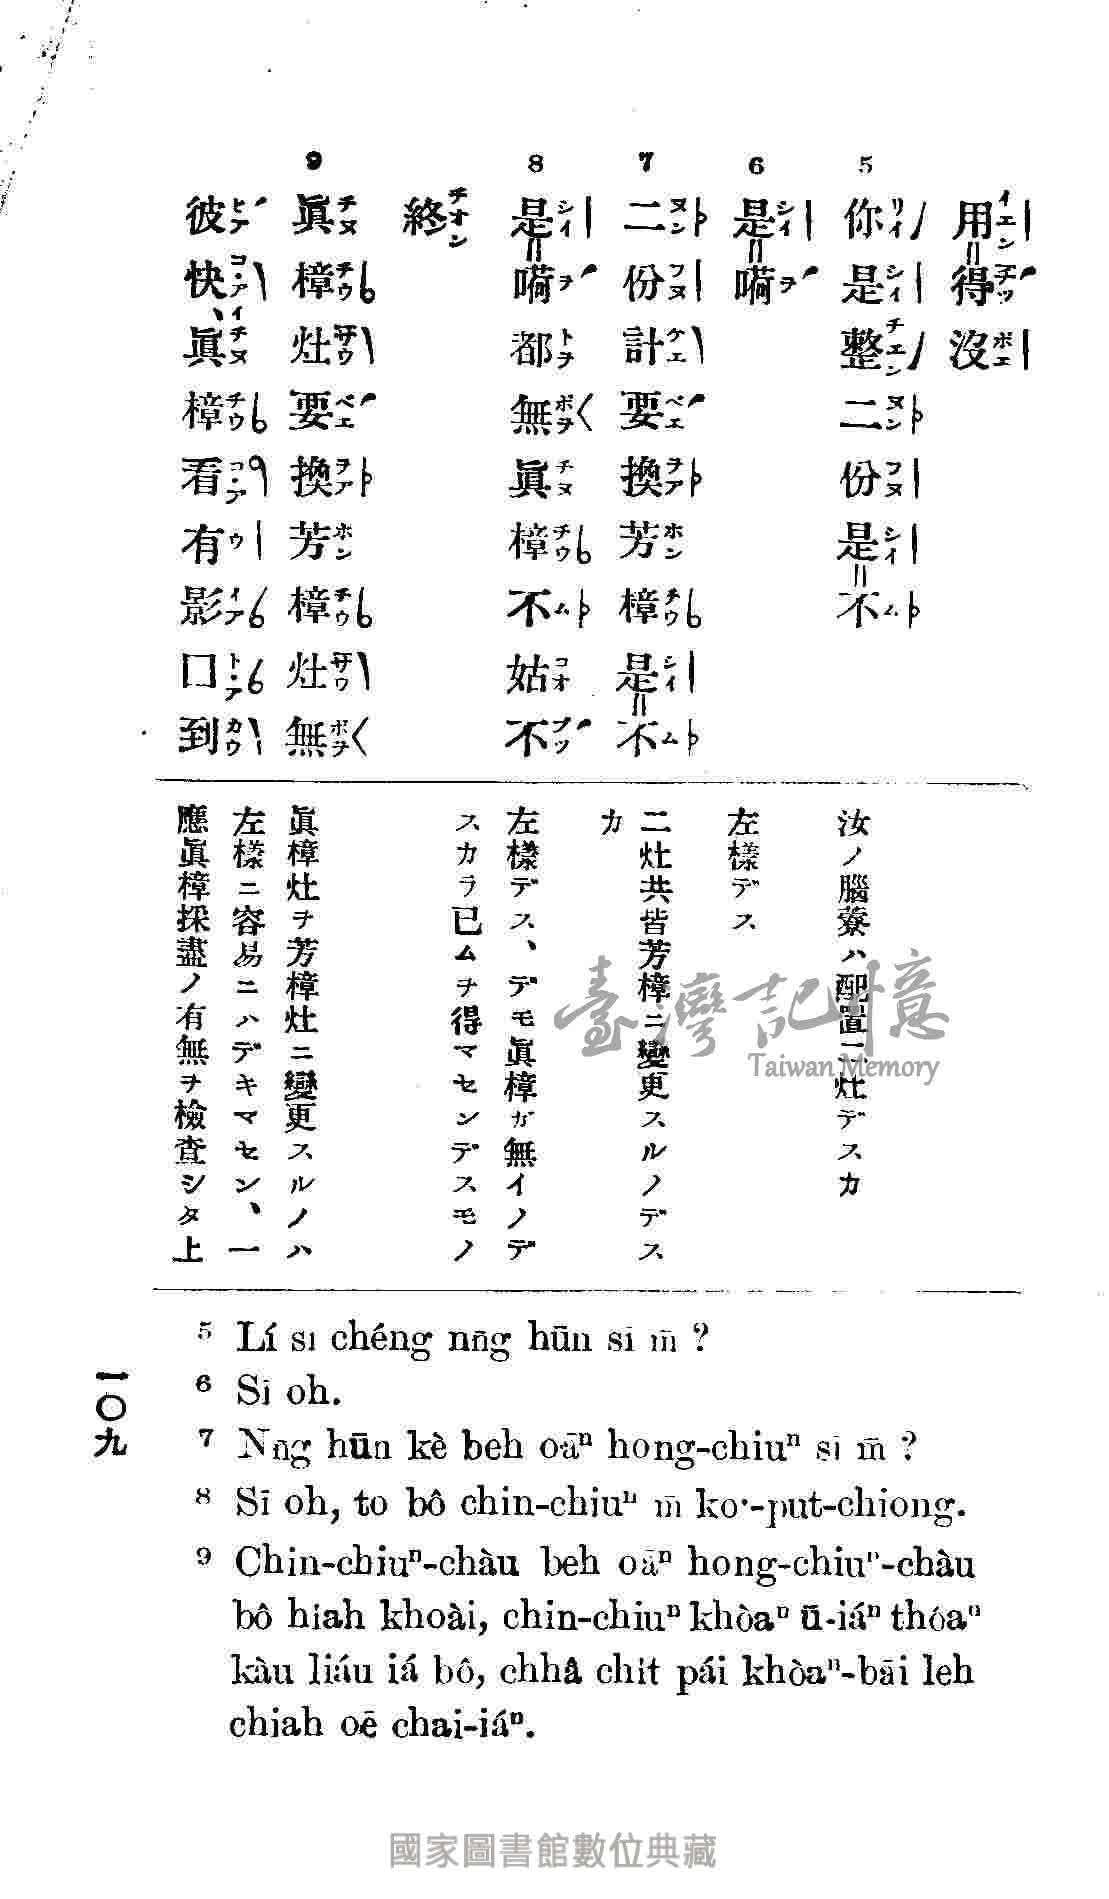 用得沒
5 你是整二份是不
6 是嗬
7 二份計要換芳樟是不
8 是嗬都無眞樟不姑不
終
9 眞樟灶要換芳樟灶無
彼快、眞樟看有影口到
汝ノ腦寮ハ配置二灶デスカ
左樣デス
二灶共皆芳樟ニ變更スルノデス
カ
左樣デス、デモ眞樟ガ無イノデ
スカラ已ムヲ得マセンデスモノ
眞樟灶ヲ芳樟灶ニ變更スルノハ
左樣ニ容易ニハデキマセン、一
應眞樟採盡ノ有無ヲ檢査シタ上
5 Lí sī chéng nn̄g hūn sī m̄ ?
6 Sī oh.
7 Nn̄g hūn kè beh oāⁿ hong-chiuⁿ sī m̄ ?
8 Sī oh, to bô chin-chiuⁿ m̄ ko·-put-chiong.
9 Chin-chiuⁿ-chàu beh oāⁿ hong-chiuⁿ-chàu
bô hiah khoài, chin-chiuⁿ khòaⁿ ū-iáⁿ thóaⁿ
kàu liáu iá bô, chhâ chit pái khòaⁿ-bāi leh
chiah oē chai-iáⁿ.
一〇九
臺灣記憶
Taiwan Memory
國家圖書館數位典藏